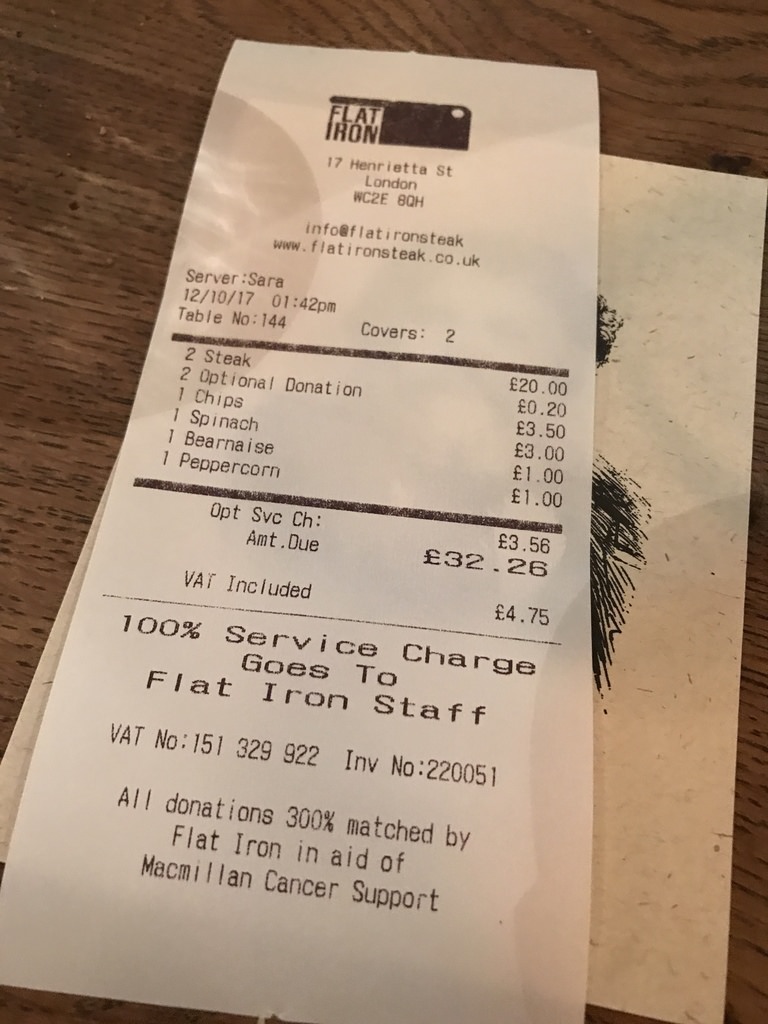 FLAT
IRON
17 Henrietta St
London
WC2E 8QH
info@flatironsteak
www.flatironsteak.co.uk
Server:Sara
12/10/17 01:42pm
Table No:144 Covers: 2
2 Steak £20.00
2 Optional Donation £0.20
1 Chips £3.50
1 Spinach £3.00
1 Bearnaise £1.00
1 Peppercorn £1.00
Opt Svc Ch: £3.56
Amt.Due £32.26
VAT Included £4.75
100% Service Charge
Goes To
Flat Iron Staff
VAT No:151 329 922 Inv No:220051
All donations 300% matched by
Flat Iron in aid of
Macmillan Cancer Support